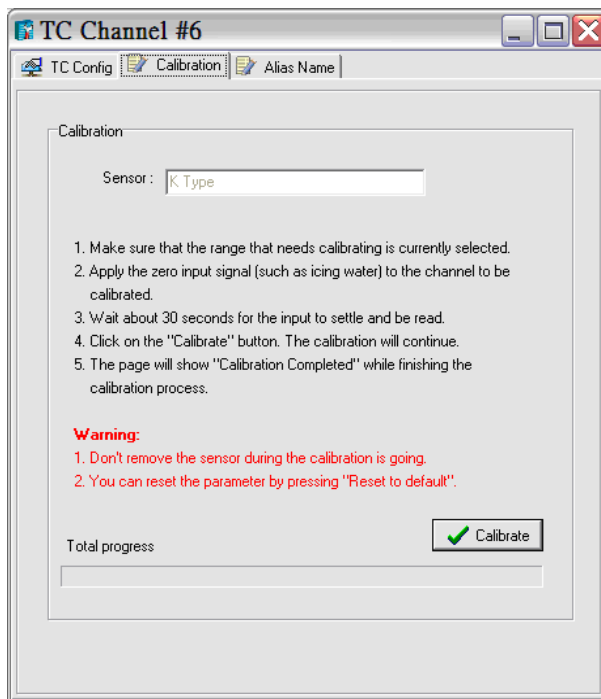 TC Channel #6
TC Config
Calibration
Alias Name
Calibration
Sensor :
K Type
1. Make sure that the range that needs calibrating is currently selected.
2. Apply the zero input signal (such as icing water) to the channel to be
calibrated.
3. Wait about 30 seconds for the input to settle and be read.
4. Click on the "Calibrate" button. The calibration will continue.
5. The page will show "Calibration Completed" while finishing the
calibration process.
Warning:
1. Don't remove the sensor during the calibration is going.
2. You can reset the parameter by pressing "Reset to default".
Total progress
Calibrate